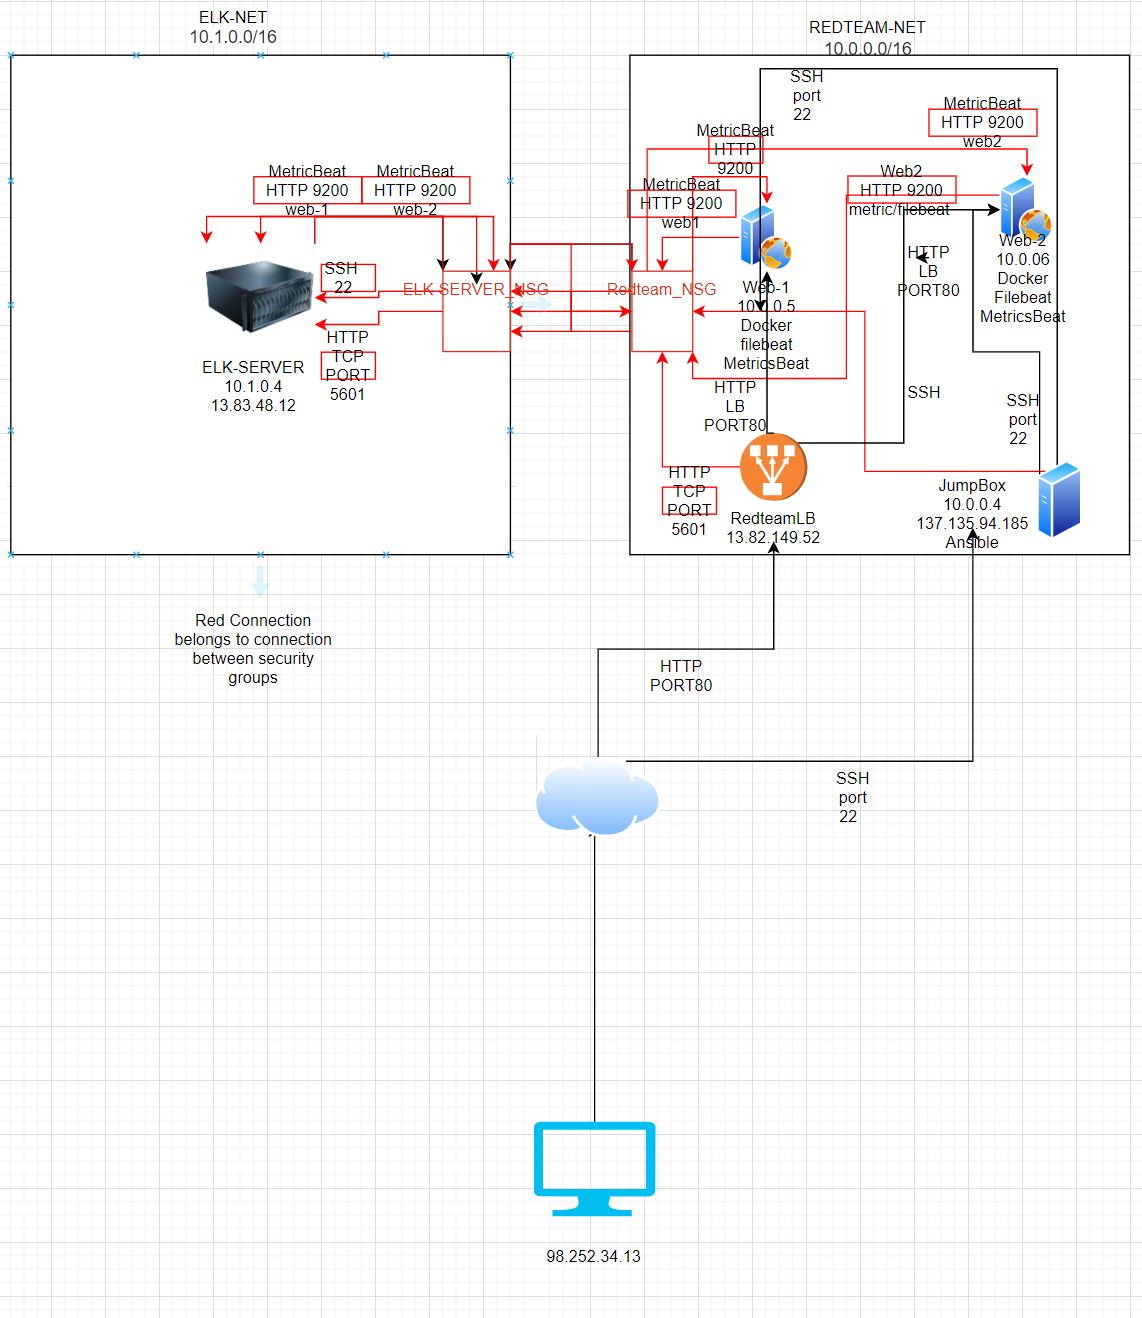 ELK-NET
10.1.0.0/16
REDTEAM-NET
10.0.0.0/16
SSH
port
22
MetricBeat
HTTP 9200
web2
MetricBeat
HTTP
9200
MetricBeat
HTTP 9200
web-1
MetricBeat
HTTP 9200
web-2
MetricBeat
HTTP 9200
web1
Web2
HTTP 9200
metric/filebeat
SSH
22
ELK SERVER_NSG
Redteam_NSG
HTTP
LB
PORT80
Web-2
10.0.06
Docker
Filebeat
MetricsBeat
Web-1
10.0.0.5
Docker
filebeat
MetricsBeat
HTTP
TCP
PORT
5601
ELK-SERVER
10.1.0.4
13.83.48.12
HTTP
LB
PORT80
SSH
SSH
port
22
HTTP
TCP
PORT
5601
RedteamLB
13.82.149.52
JumpBox
10.0.0.4
137.135.94.185
Ansible
Red Connection
belongs to connection
between security
groups
HTTP
PORT80
SSH
port
22
98.252.34.13